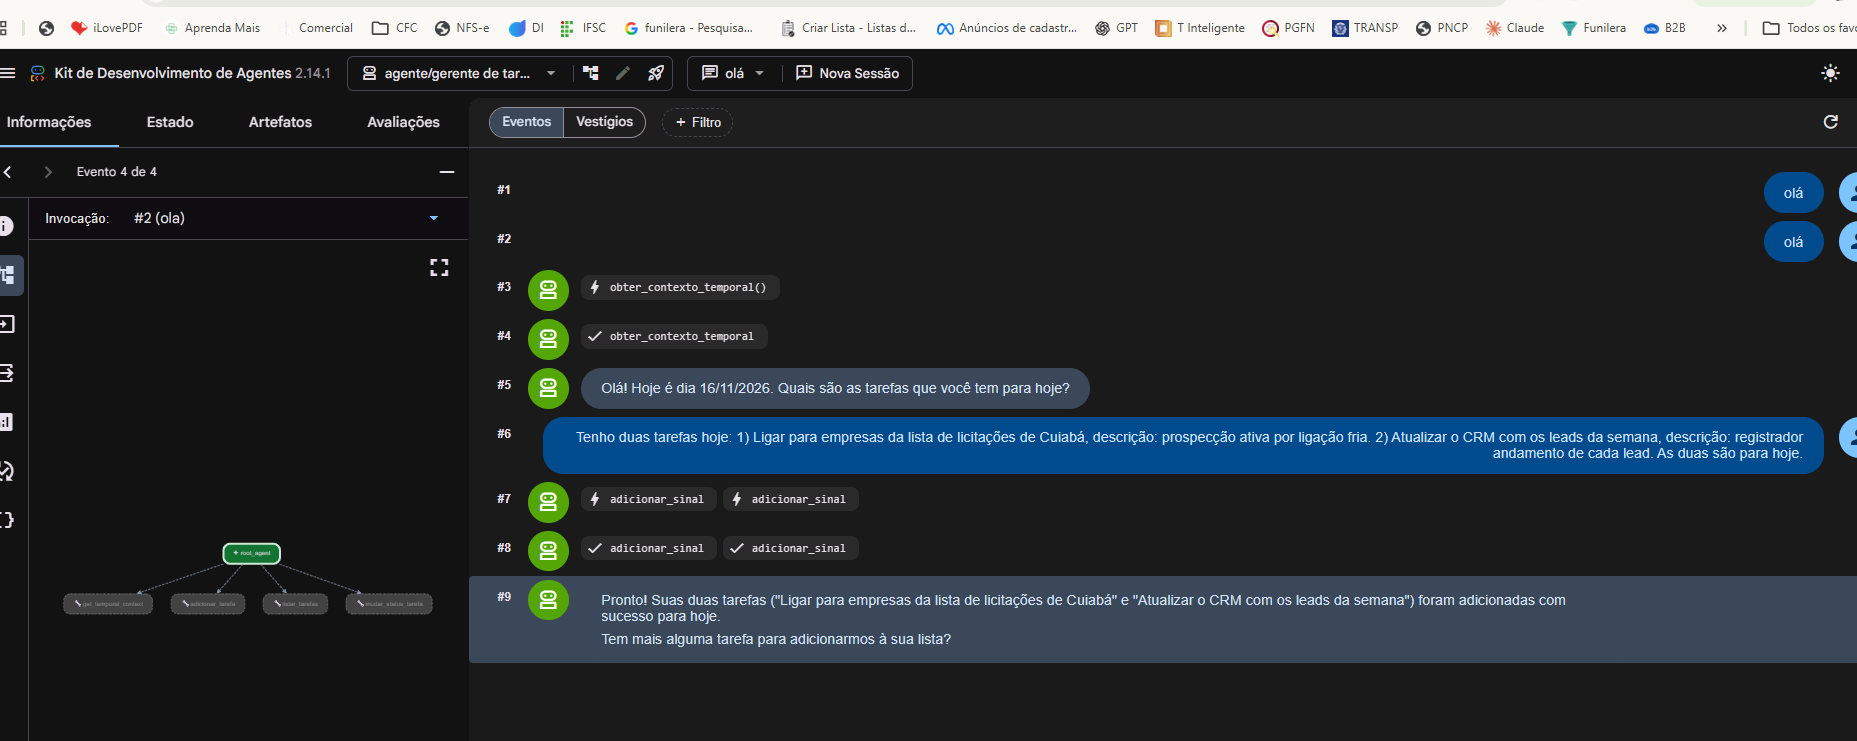 iLovePDF
Aprenda Mais
Comercial
CFC
NFS-e
DI
IFSC
funilera - Pesquisa...
Criar Lista - Listas d...
Anúncios de cadastr...
GPT
T Inteligente
PGFN
TRANSP
PNCP
Claude
Funilera
B2B
»
Todos os favo
Kit de Desenvolvimento de Agentes 2.14.1
agente/gerente de tar...
olá
Nova Sessão
Informações
Estado
Artefatos
Avaliações
Eventos
Vestígios
+ Filtro
Evento 4 de 4
Invocação: #2 (ola)
root_agent
get_temporal_context
adicionar_tarefa
listar_tarefas
mudar_status_tarefa
#1
olá
#2
olá
#3
obter_contexto_temporal()
#4
obter_contexto_temporal
#5
Olá! Hoje é dia 16/11/2026. Quais são as tarefas que você tem para hoje?
#6
Tenho duas tarefas hoje: 1) Ligar para empresas da lista de licitações de Cuiabá, descrição: prospecção ativa por ligação fria. 2) Atualizar o CRM com os leads da semana, descrição: registrador
andamento de cada lead. As duas são para hoje.
#7
adicionar_sinal adicionar_sinal
#8
adicionar_sinal adicionar_sinal
#9
Pronto! Suas duas tarefas ("Ligar para empresas da lista de licitações de Cuiabá" e "Atualizar o CRM com os leads da semana") foram adicionadas com
sucesso para hoje.
Tem mais alguma tarefa para adicionarmos à sua lista?